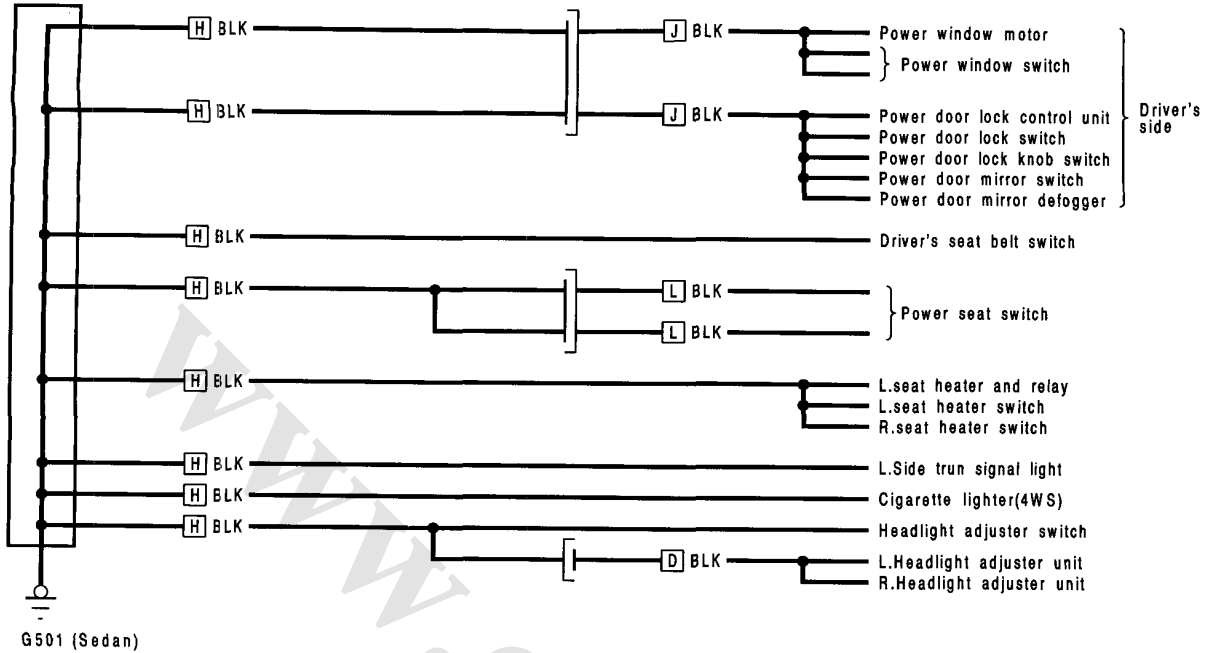 H BLK J BLK Power window motor
Power window switch
H BLK J BLK Power door lock control unit
Driver's side
Power door lock switch
Power door lock knob switch
Power door mirror switch
Power door mirror defogger
H BLK Driver's seat belt switch
H BLK L BLK
Power seat switch
L BLK
H BLK L.seat heater and relay
L.seat heater switch
R.seat heater switch
H BLK L.Side trun signal light
H BLK Cigarette lighter(4WS)
H BLK Headlight adjuster switch
D BLK L.Headlight adjuster unit
R.Headlight adjuster unit
G501 (Sedan)
www.